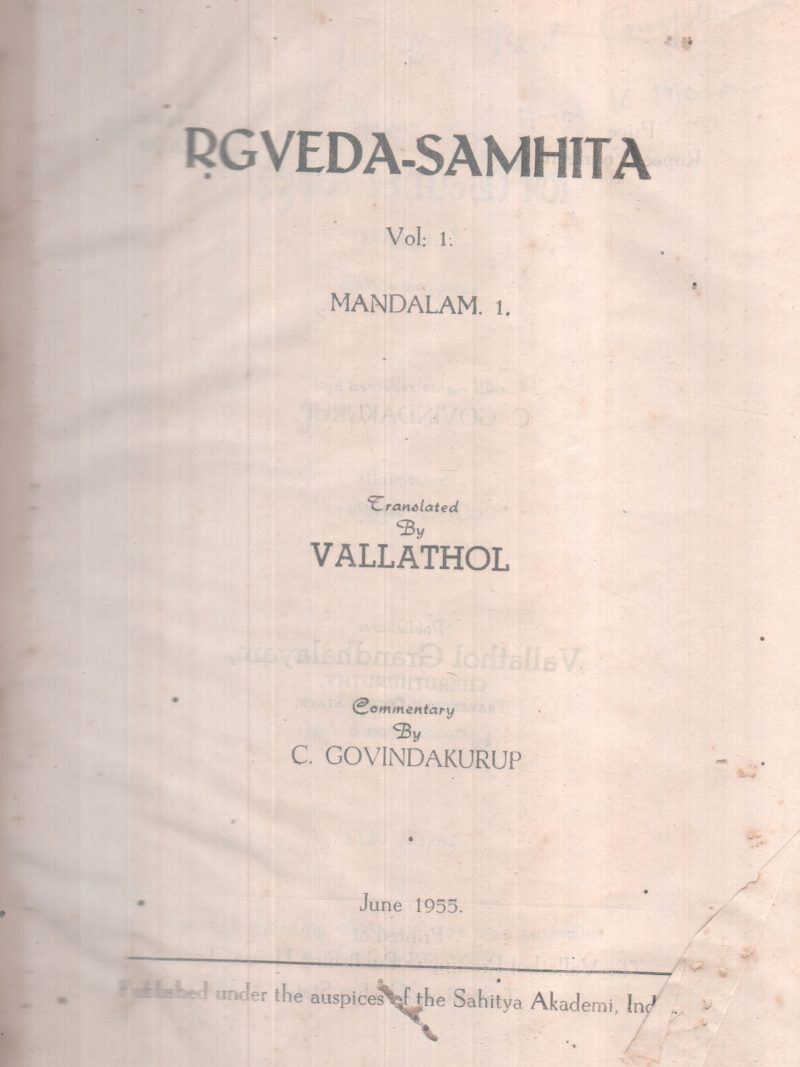 ṚGVEDA-SAMHITA
Vol: 1.
MANDALAM. 1.
Translated
By
VALLATHOL
Commentary
By
C. GOVINDAKURUP
June 1955.
Published under the auspices of the Sahitya Akademi,